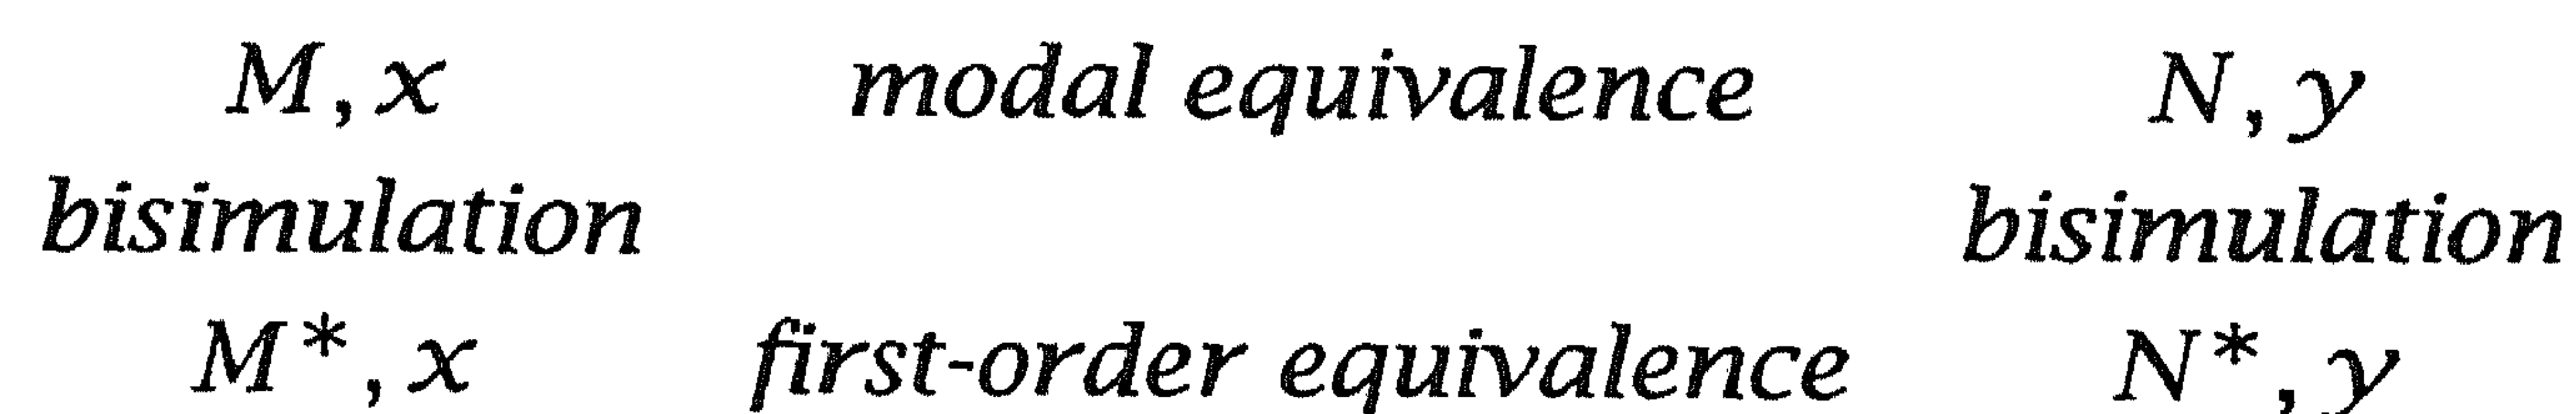 M, x modal equivalence N, y
bisimulation bisimulation
M*, x first-order equivalence N*, y